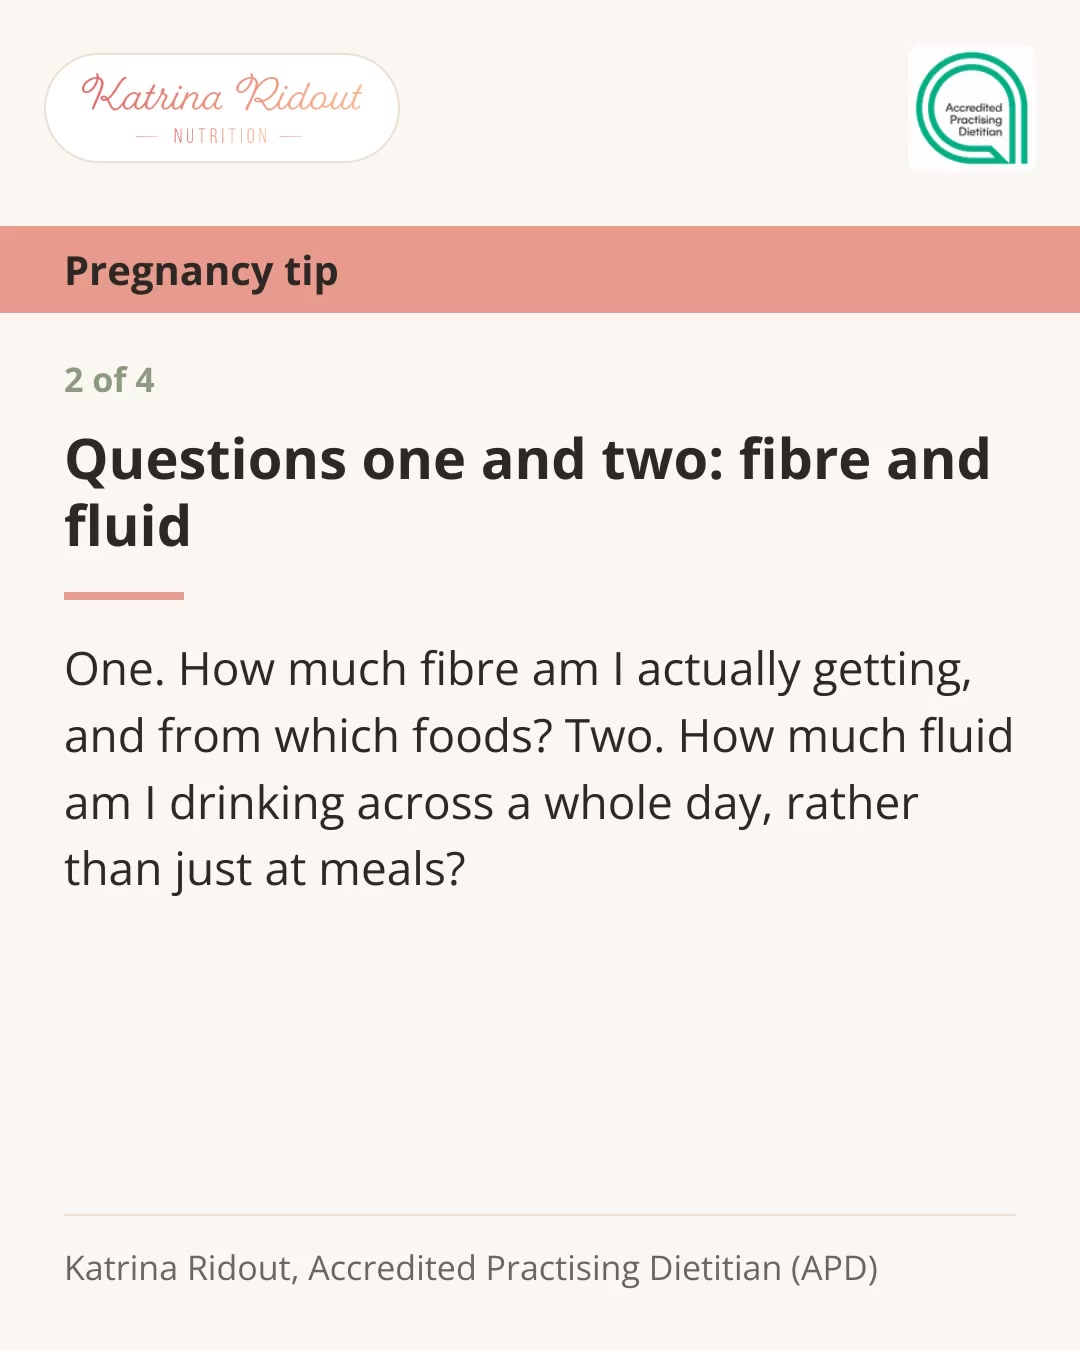 Katrina Ridout
NUTRITION
Accredited
Practising
Dietitian
Pregnancy tip
2 of 4
Questions one and two: fibre and
fluid
One. How much fibre am I actually getting,
and from which foods? Two. How much fluid
am I drinking across a whole day, rather
than just at meals?
Katrina Ridout, Accredited Practising Dietitian (APD)